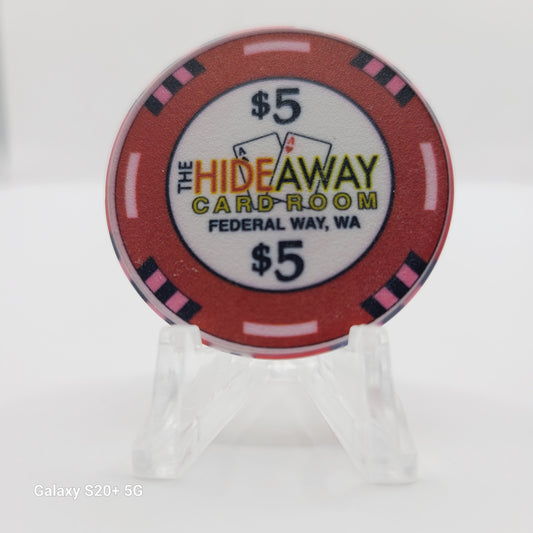 $5
THE HIDEAWAY
CARD ROOM
FEDERAL WAY, WA
$5
Galaxy S20+ 5G